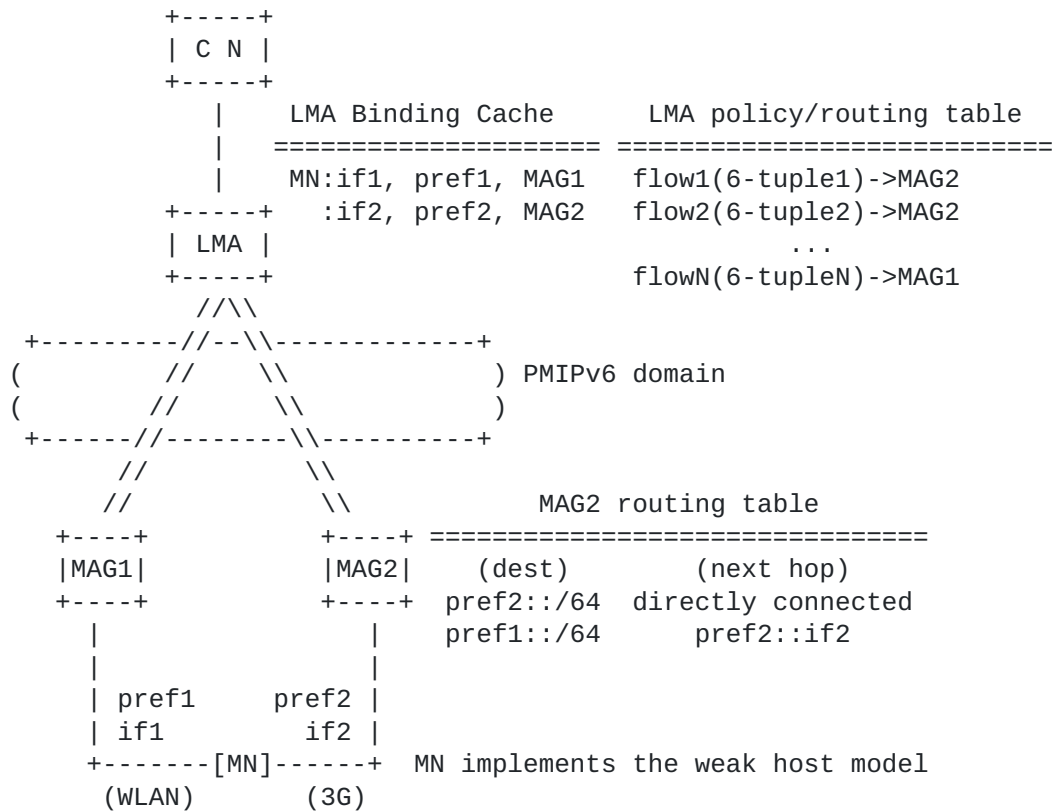 +-----+
| C N |
+-----+
| LMA Binding Cache LMA policy/routing table
| ===================== ============================
| MN:if1, pref1, MAG1 flow1(6-tuple1)->MAG2
+-----+ :if2, pref2, MAG2 flow2(6-tuple2)->MAG2
| LMA | ...
+-----+ flowN(6-tupleN)->MAG1
//\\
+---------//--\\-------------+
( // \\ ) PMIPv6 domain
( // \\ )
+------//--------\\----------+
// \\
// \\ MAG2 routing table
+----+ +----+ ================================
|MAG1| |MAG2| (dest) (next hop)
+----+ +----+ pref2::/64 directly connected
| | pref1::/64 pref2::if2
| |
| pref1 pref2 |
| if1 if2 |
+-------[MN]------+ MN implements the weak host model
(WLAN) (3G)